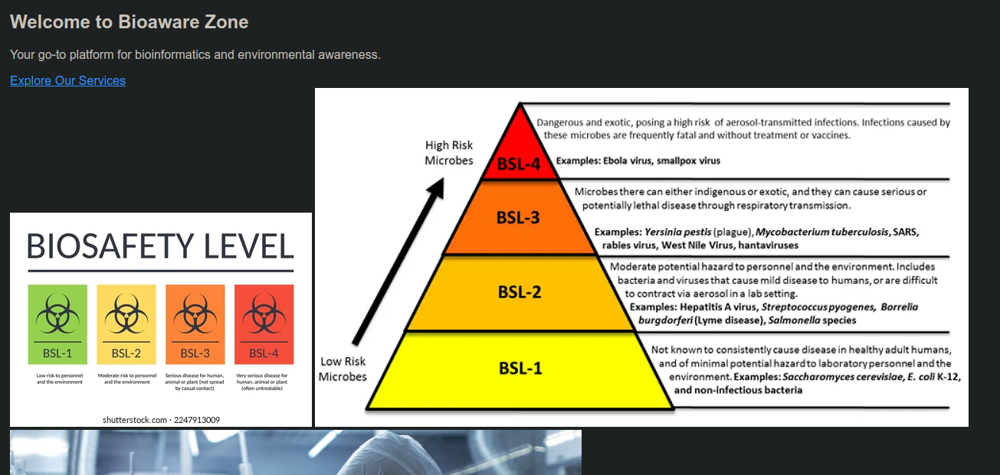 Welcome to Bioaware Zone
Your go-to platform for bioinformatics and environmental awareness.
Explore Our Services
BIOSAFETY LEVEL
BSL-1
BSL-2
BSL-3
BSL-4
Low risk to personnel
and the environment
Moderate risk to personnel
and the environment
Serious disease for human,
animal or plant (not spread
by casual contact)
Very serious disease for
human, animal or plant
(often untreatable)
shutterstock.com · 2247913009
High Risk
Microbes
Low Risk
Microbes
BSL-4
Dangerous and exotic, posing a high risk of aerosol-transmitted infections. Infections caused by
these microbes are frequently fatal and without treatment or vaccines.
Examples: Ebola virus, smallpox virus
BSL-3
Microbes there can either indigenous or exotic, and they can cause serious or
potentially lethal disease through respiratory transmission.
Examples: Yersinia pestis (plague), Mycobacterium tuberculosis, SARS,
rabies virus, West Nile Virus, hantaviruses
BSL-2
Moderate potential hazard to personnel and the environment. Includes
bacteria and viruses that cause mild disease to humans, or are difficult
to contract via aerosol in a lab setting.
Examples: Hepatitis A virus, Streptococcus pyogenes, Borrelia
burgdorferi (Lyme disease), Salmonella species
BSL-1
Not known to consistently cause disease in healthy adult humans,
and of minimal potential hazard to laboratory personnel and the
environment. Examples: Saccharomyces cerevisiae, E. coli K-12,
and non-infectious bacteria